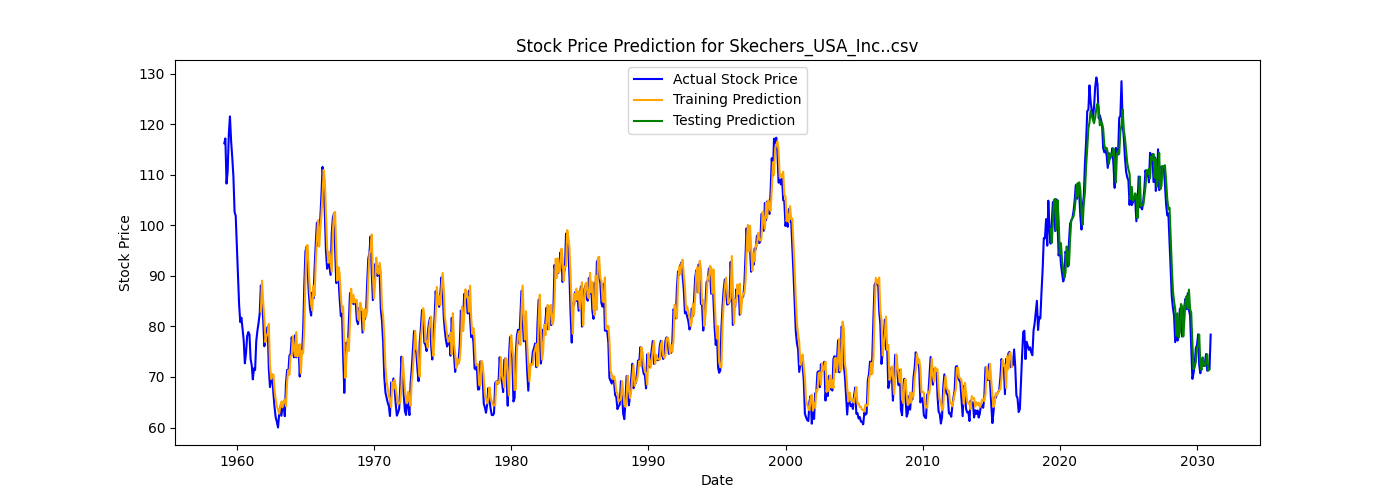 Stock Price Prediction for Skechers_USA_Inc..csv
Actual Stock Price
Training Prediction
Testing Prediction
130
120
110
100
90
80
70
60
Stock Price
1960 1970 1980 1990 2000 2010 2020 2030
Date